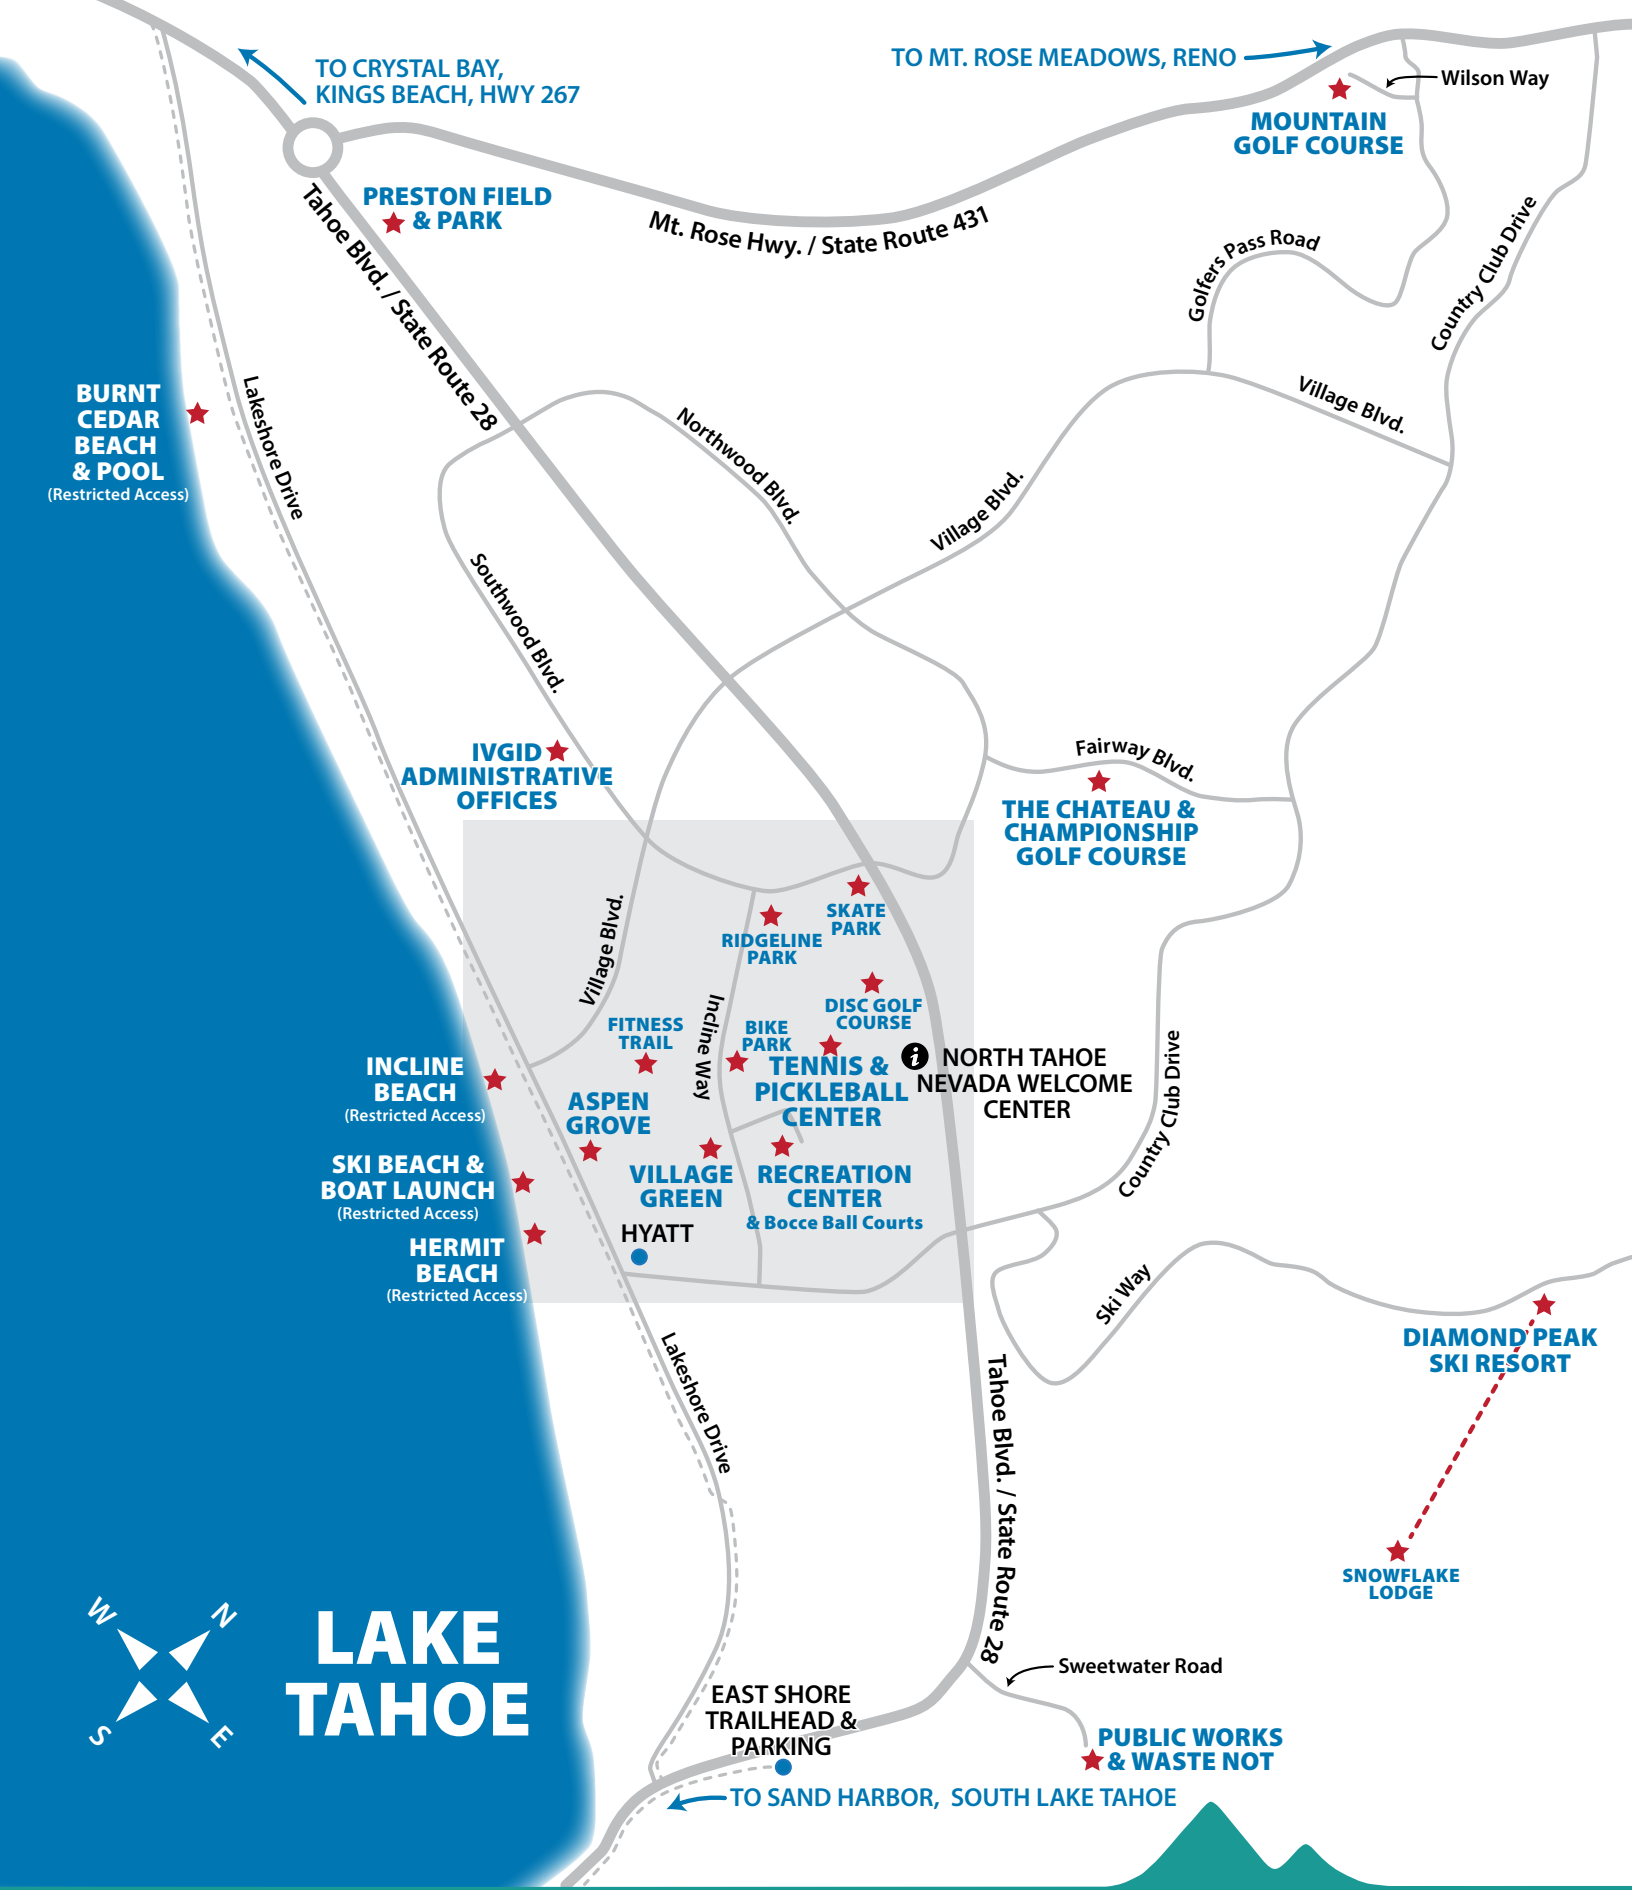 TO CRYSTAL BAY,
KINGS BEACH, HWY 267
TO MT. ROSE MEADOWS, RENO
Wilson Way
MOUNTAIN
GOLF COURSE
PRESTON FIELD
& PARK
Tahoe Blvd. / State Route 28
Mt. Rose Hwy. / State Route 431
Golfers Pass Road
Country Club Drive
Village Blvd.
BURNT
CEDAR
BEACH
& POOL
(Restricted Access)
Lakeshore Drive
Northwood Blvd.
Village Blvd.
Southwood Blvd.
IVGID
ADMINISTRATIVE
OFFICES
Fairway Blvd.
THE CHATEAU &
CHAMPIONSHIP
GOLF COURSE
SKATE
PARK
RIDGELINE
PARK
Village Blvd.
DISC GOLF
COURSE
Incline Way
FITNESS
TRAIL
BIKE
PARK
TENNIS &
PICKLEBALL
CENTER
NORTH TAHOE
NEVADA WELCOME
CENTER
i
INCLINE
BEACH
(Restricted Access)
ASPEN
GROVE
Country Club Drive
SKI BEACH &
BOAT LAUNCH
(Restricted Access)
VILLAGE
GREEN
RECREATION
CENTER
& Bocce Ball Courts
HYATT
HERMIT
BEACH
(Restricted Access)
Ski Way
DIAMOND PEAK
SKI RESORT
Lakeshore Drive
Tahoe Blvd. / State Route 28
SNOWFLAKE
LODGE
W
N
S
E
LAKE
TAHOE
Sweetwater Road
EAST SHORE
TRAILHEAD &
PARKING
PUBLIC WORKS
& WASTE NOT
TO SAND HARBOR, SOUTH LAKE TAHOE